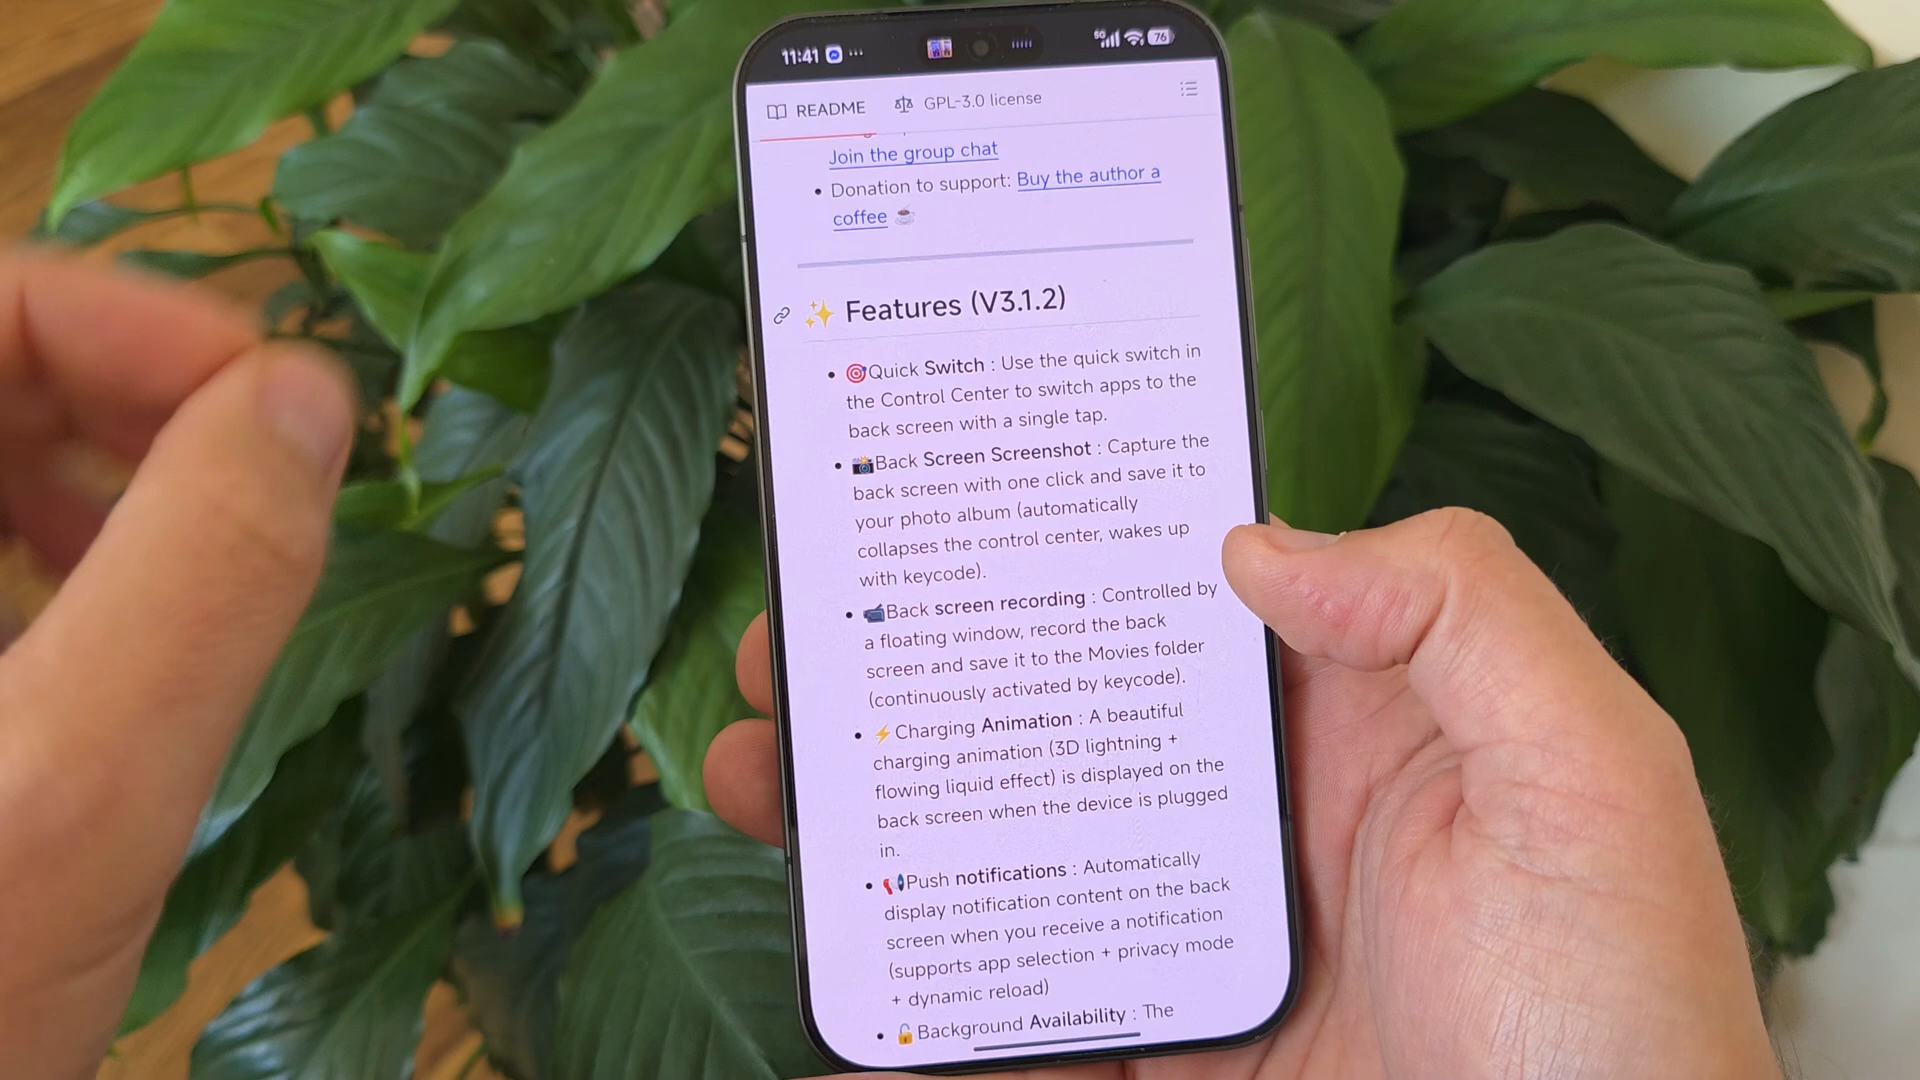 11:41
5G
76
README
GPL-3.0 license
Join the group chat
• Donation to support: Buy the author a
coffee ☕
✨ Features (V3.1.2)
• 🎯Quick Switch : Use the quick switch in
the Control Center to switch apps to the
back screen with a single tap.
• 📸Back Screen Screenshot : Capture the
back screen with one click and save it to
your photo album (automatically
collapses the control center, wakes up
with keycode).
• 📹Back screen recording : Controlled by
a floating window, record the back
screen and save it to the Movies folder
(continuously activated by keycode).
• ⚡Charging Animation : A beautiful
charging animation (3D lightning +
flowing liquid effect) is displayed on the
back screen when the device is plugged
in.
• 📢Push notifications : Automatically
display notification content on the back
screen when you receive a notification
(supports app selection + privacy mode
+ dynamic reload)
• 🔓Background Availability : The